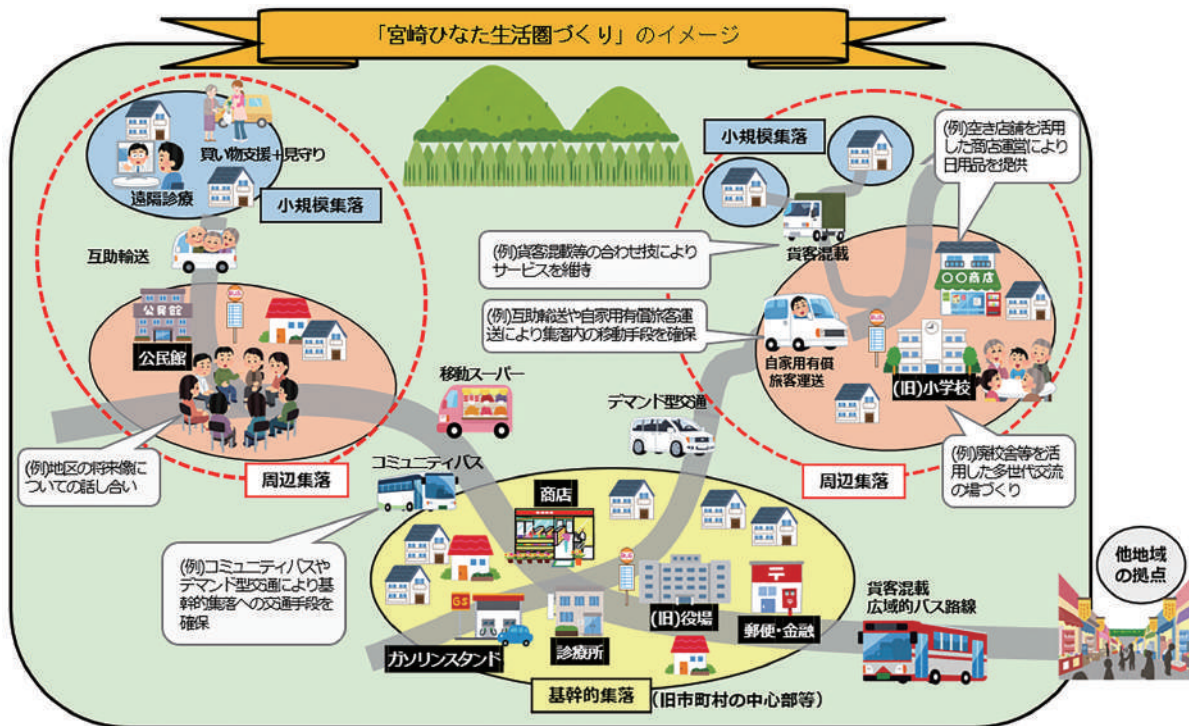 「宮崎ひなた生活圏づくり」のイメージ
買い物支援+見守り
遠隔診療
小規模集落
互助輸送
公民館
公民館
(例)地区の将来像に
ついての話し合い
周辺集落
小規模集落
(例)空き店舗を活用
した商店運営により
日用品を提供
貨客混載
(例)貨客混載等の合わせ技により
サービスを維持
(例)互助輸送や自家用有償旅客運
送により集落内の移動手段を確保
〇〇商店
自家用有償
旅客運送
(旧)小学校
(例)廃校舎等を活
用した多世代交流
の場づくり
周辺集落
移動スーパー
デマンド型交通
コミュニティバス
(例)コミュニティバスや
デマンド型交通により基
幹的集落への交通手段を
確保
商店
GS
ガソリンスタンド
診療所
(旧)役場
〒
郵便・金融
基幹的集落
(旧市町村の中心部等)
貨客混載
広域的バス路線
他地域
の拠点